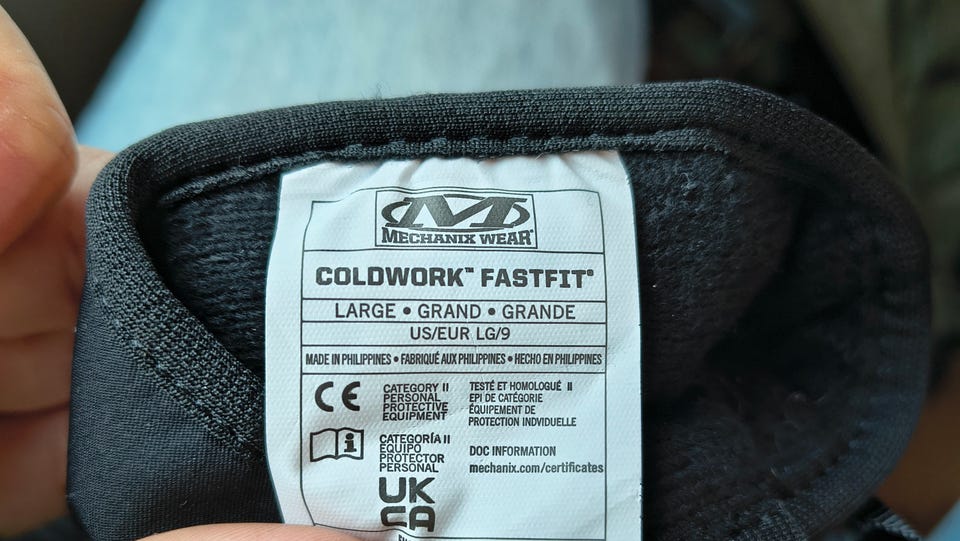 M
MECHANIX WEAR®
COLDWORK™ FASTFIT®
LARGE • GRAND • GRANDE
US/EUR LG/9
MADE IN PHILIPPINES • FABRIQUÉ AUX PHILIPPINES • HECHO EN PHILIPPINES
CE
CATEGORY II
PERSONAL
PROTECTIVE
EQUIPMENT
TESTÉ ET HOMOLOGUÉ II
EPI DE CATÉGORIE
ÉQUIPEMENT DE
PROTECTION INDIVIDUELLE
i
CATEGORÍA II
EQUIPO
PROTECTOR
PERSONAL
DOC INFORMATION
mechanix.com/certificates
UK
CA